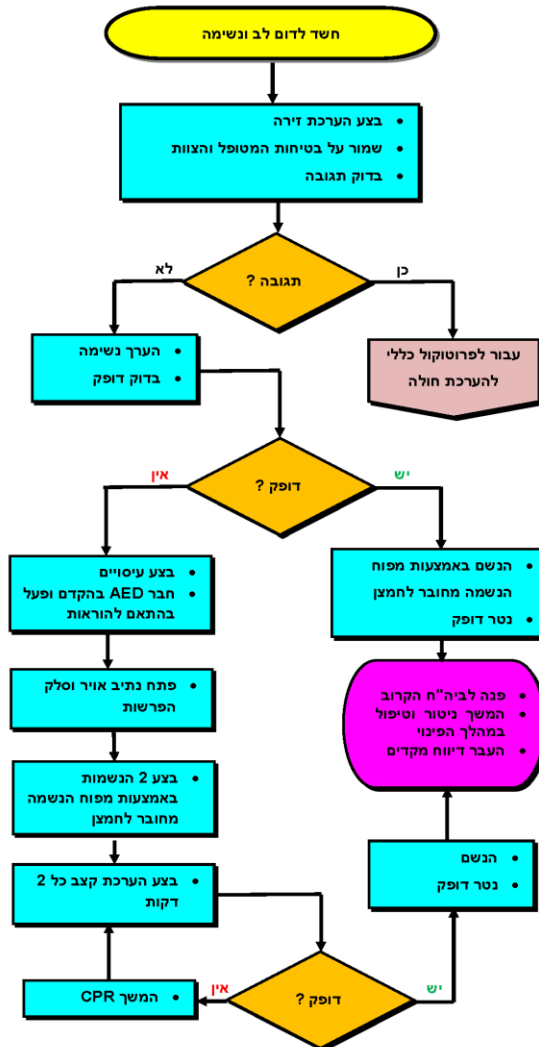 חשד לדום לב ונשימה
• בצע הערכת זירה
• שמור על בטיחות המטופל והצוות
• בדוק תגובה
תגובה ?
לא
כן
• הערך נשימה
• בדוק דופק
עבור לפרוטוקול כללי
להערכת חולה
דופק ?
אין
יש
• בצע עיסויים
• חבר AED בהקדם ופעל
בהתאם להוראות
• הנשם באמצעות מפוח
הנשמה מחובר לחמצן
• נטר דופק
• פתח נתיב אויר וסלק
הפרשות
• פנה לביה"ח הקרוב
• המשך ניטור וטיפול
במהלך הפינוי
• העבר דיווח מקדים
• בצע 2 הנשמות
באמצעות מפוח הנשמה
מחובר לחמצן
• בצע הערכת קצב כל 2
דקות
• הנשם
• נטר דופק
דופק ?
אין
יש
• המשך CPR